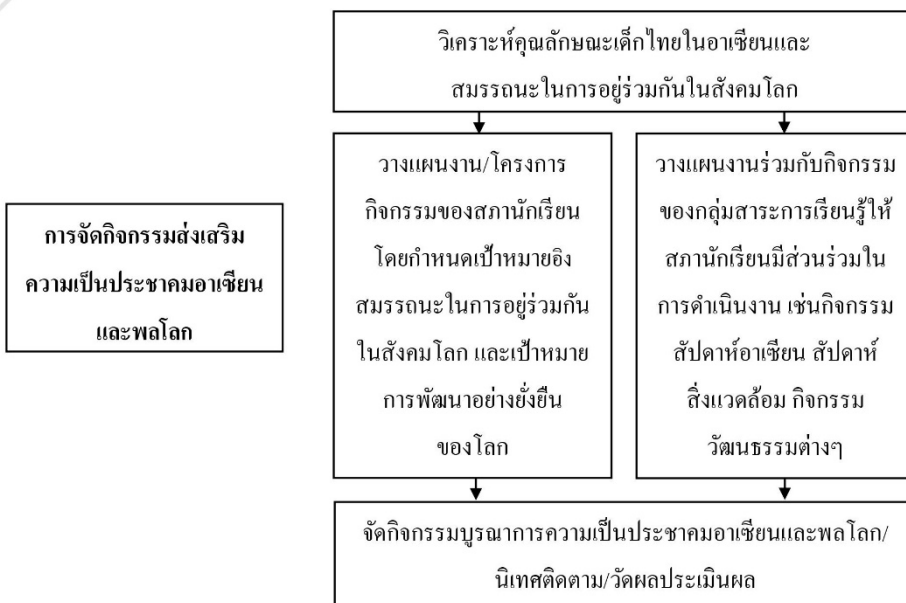 วิเคราะห์คุณลักษณะเด็กไทยในอาเซียนและ
สมรรถนะในการอยู่ร่วมกันในสังคมโลก
การจัดกิจกรรมส่งเสริม
ความเป็นประชาคมอาเซียน
และพลโลก
วางแผนงาน/โครงการ
กิจกรรมของสภานักเรียน
โดยกำหนดเป้าหมายอิง
สมรรถนะในการอยู่ร่วมกัน
ในสังคมโลก และเป้าหมาย
การพัฒนาอย่างยั่งยืน
ของโลก
วางแผนงานร่วมกับกิจกรรม
ของกลุ่มสาระการเรียนรู้ให้
สภานักเรียนมีส่วนร่วมใน
การดำเนินงาน เช่นกิจกรรม
สัปดาห์อาเซียน สัปดาห์
สิ่งแวดล้อม กิจกรรม
วัฒนธรรมต่างๆ
จัดกิจกรรมบูรณาการความเป็นประชาคมอาเซียนและพลโลก/
นิเทศติดตาม/วัดผลประเมินผล